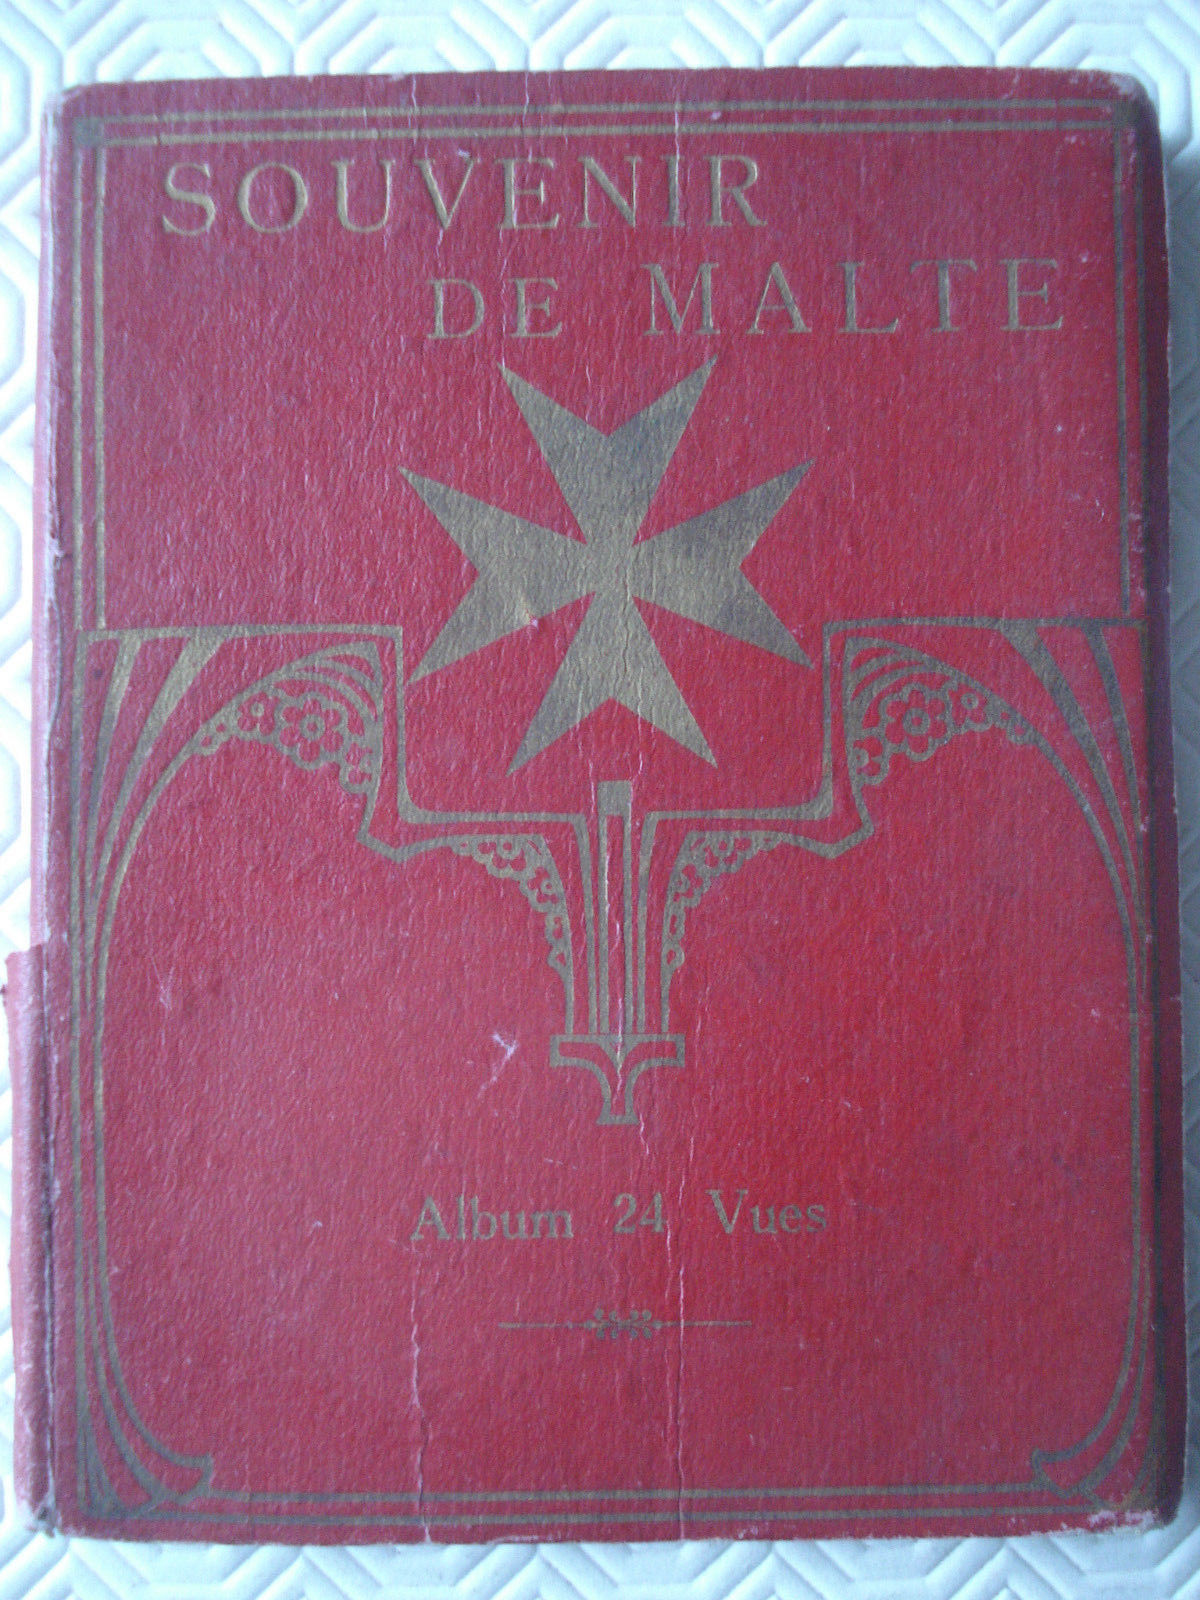 SOUVENIR
DE MALTE
Album 24 Vues